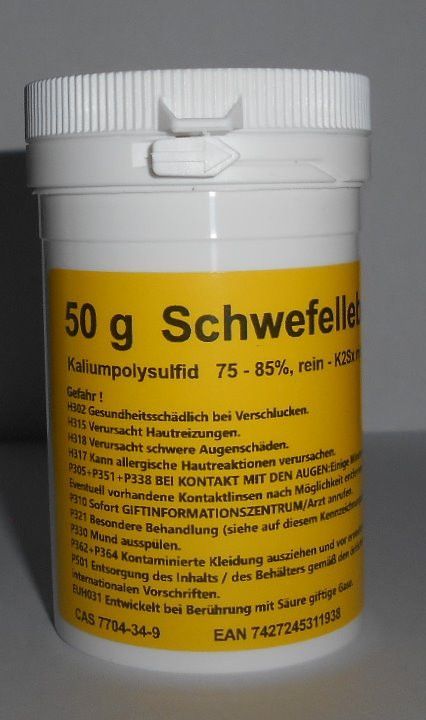 50 g Schwefelleb
Kaliumpolysulfid 75 - 85%, rein - K2Sx m
Gefahr !
H302 Gesundheitsschädlich bei Verschlucken.
H315 Verursacht Hautreizungen.
H318 Verursacht schwere Augenschäden.
H317 Kann allergische Hautreaktionen verursachen.
P305+P351+P338 BEI KONTAKT MIT DEN AUGEN:Einige
Eventuell vorhandene Kontaktlinsen nach Möglichkeit
P310 Sofort GIFTINFORMATIONSZENTRUM/Arzt anrufen.
P321 Besondere Behandlung (siehe auf diesem
P330 Mund ausspülen.
P362+P364 Kontaminierte Kleidung ausziehen und vor
P501 Entsorgung des Inhalts / des Behälters gemäß den
internationalen Vorschriften.
EUH031 Entwickelt bei Berührung mit Säure giftige Gase.
CAS 7704-34-9 EAN 7427245311938